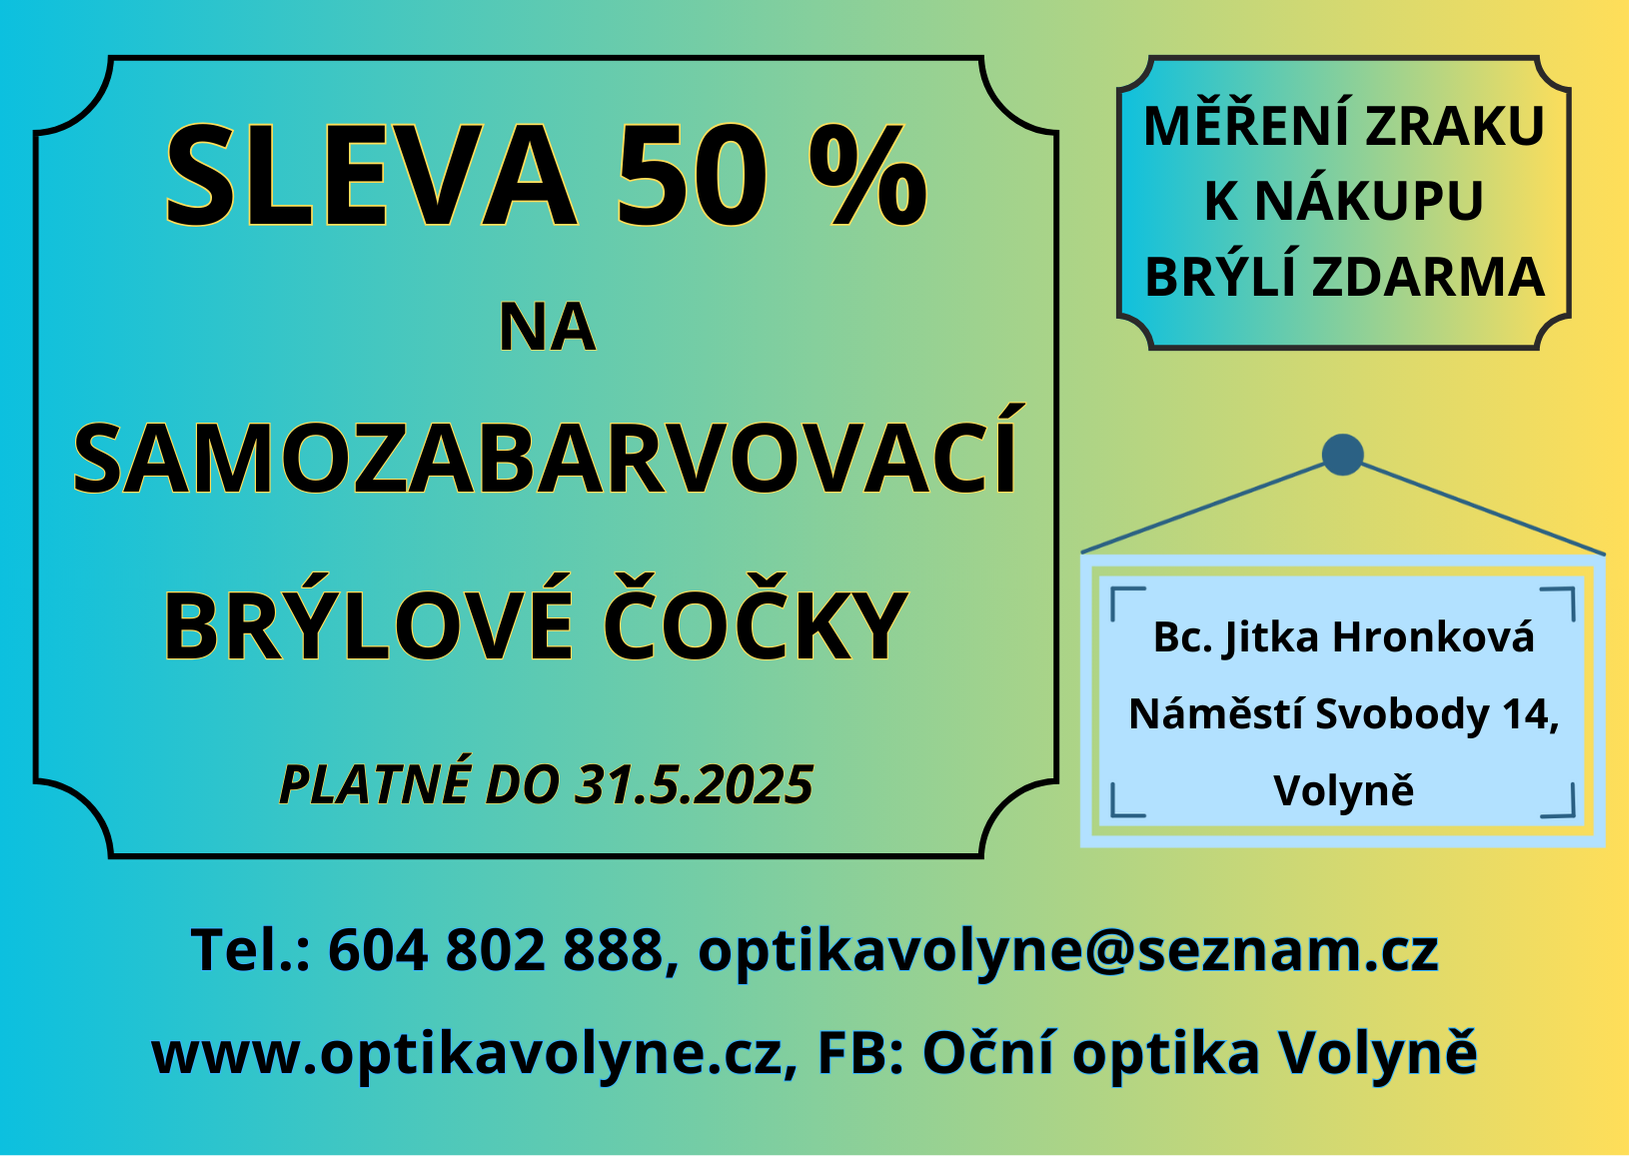 SLEVA 50 %
NA
SAMOZABARVOVACÍ
BRÝLOVÉ ČOČKY
PLATNÉ DO 31.5.2025
MĚŘENÍ ZRAKU
K NÁKUPU
BRÝLÍ ZDARMA
Bc. Jitka Hronková
Náměstí Svobody 14,
Volyně
Tel.: 604 802 888, optikavolyne@seznam.cz
www.optikavolyne.cz, FB: Oční optika Volyně